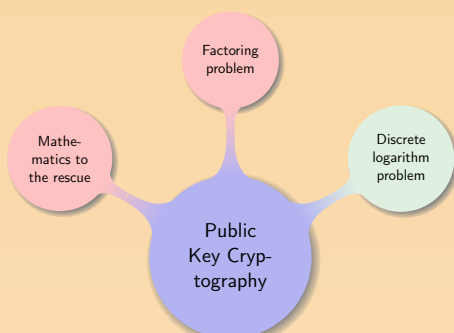 Factoring
problem
Mathe-
matics to
the rescue
Discrete
logarithm
problem
Public
Key Cryp-
tography